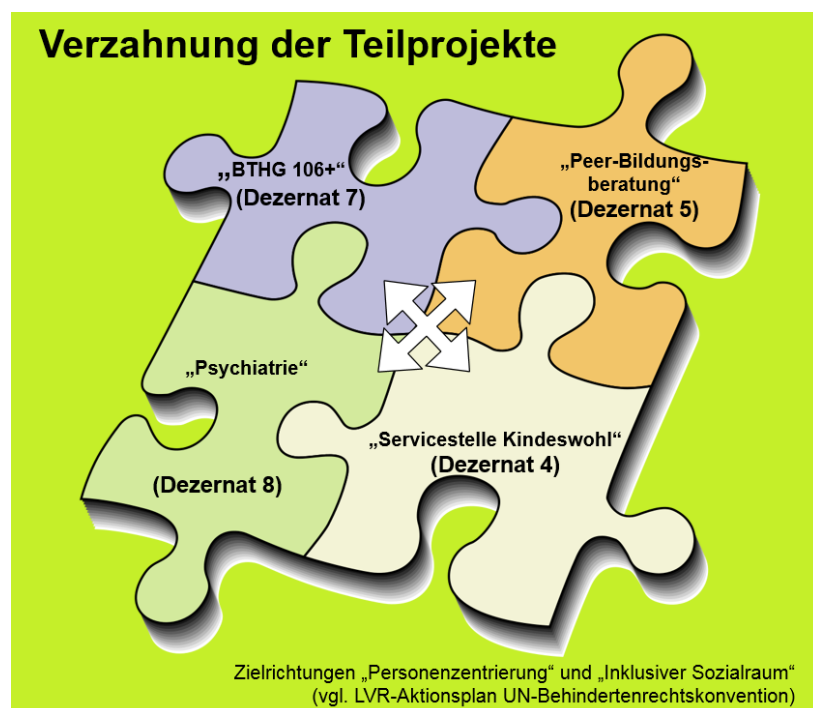 Verzahnung der Teilprojekte
„BTHG 106+“
(Dezernat 7)
„Peer-Bildungs-
beratung“
(Dezernat 5)
„Psychiatrie“
(Dezernat 8)
„Servicestelle Kindeswohl“
(Dezernat 4)
Zielrichtungen „Personenzentrierung“ und „Inklusiver Sozialraum“
(vgl. LVR-Aktionsplan UN-Behindertenrechtskonvention)